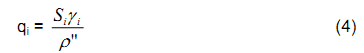 qᵢ = Sᵢγᵢ / ρ" (4)